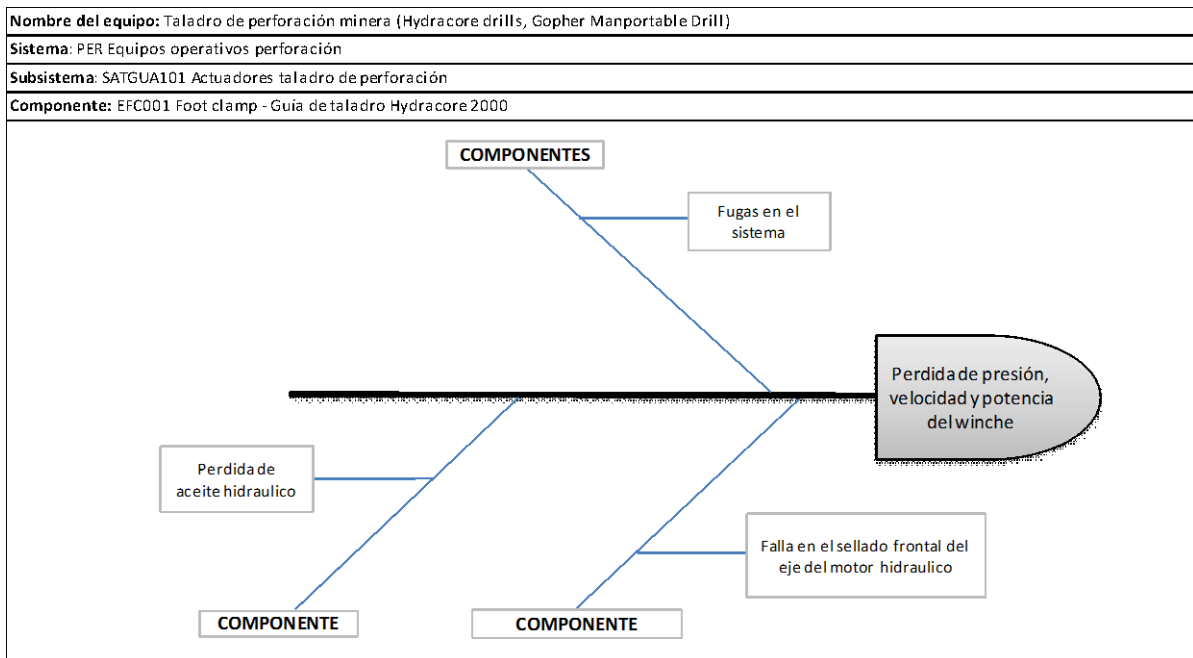 Nombre del equipo: Taladro de perforación minera (Hydracore drills, Gopher Manportable Drill)
Sistema: PER Equipos operativos perforación
Subsistema: SATGUA101 Actuadores taladro de perforación
Componente: EFC001 Foot clamp - Guía de taladro Hydracore 2000
COMPONENTES
Fugas en el
sistema
Perdida de presión,
velocidad y potencia
del winche
Perdida de
aceite hidraulico
Falla en el sellado frontal del
eje del motor hidraulico
COMPONENTE
COMPONENTE